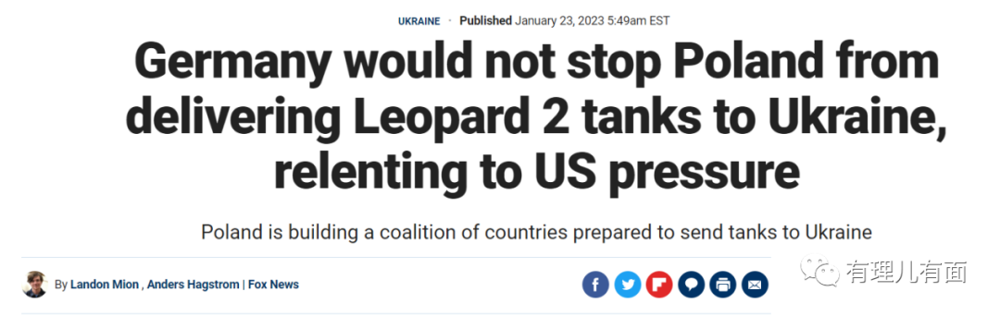 UKRAINE · Published January 23, 2023 5:49am EST
Germany would not stop Poland from
delivering Leopard 2 tanks to Ukraine,
relenting to US pressure
Poland is building a coalition of countries prepared to send tanks to Ukraine
By Landon Mion , Anders Hagstrom | Fox News
有理儿有面